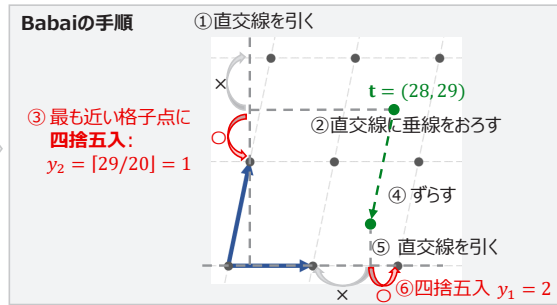 Babaiの手順
①直交線を引く
×
t = (28, 29)
③ 最も近い格子点に
四捨五入:
y₂ = ⌈29/20⌋ = 1
○
②直交線に垂線をおろす
④ ずらす
⑤ 直交線を引く
×
○
⑥四捨五入 y₁ = 2